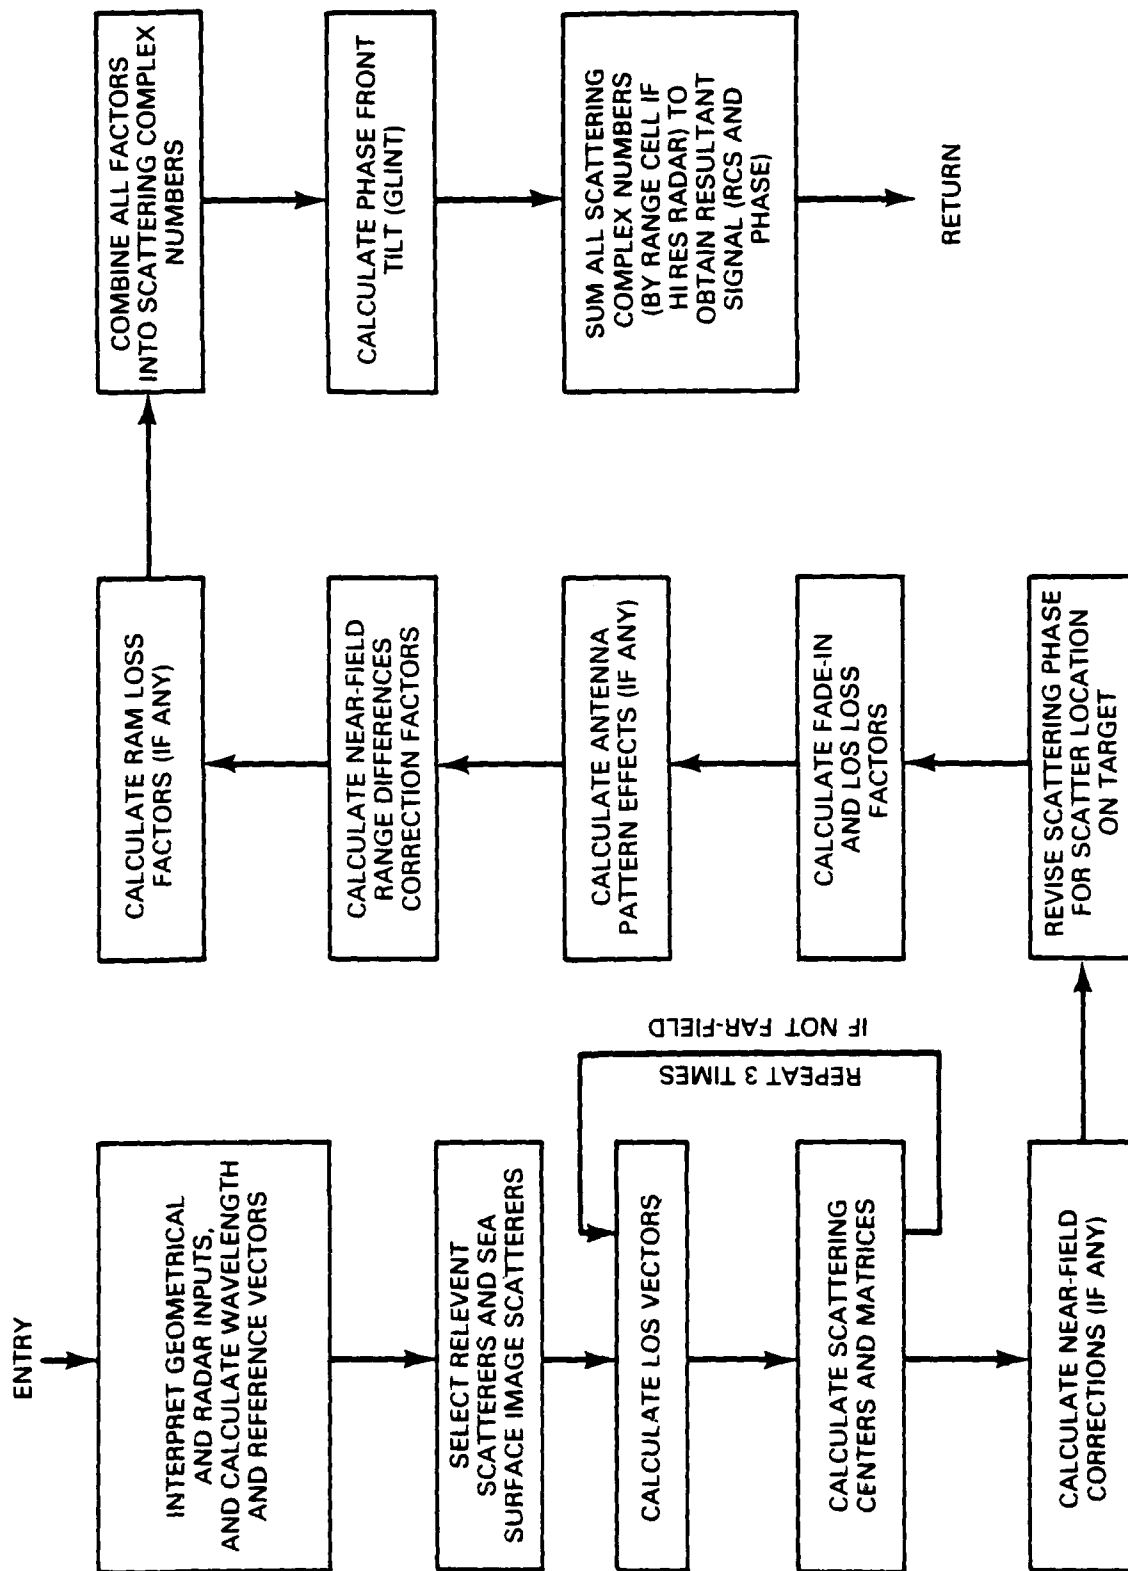 ENTRY
INTERPRET GEOMETRICAL
AND RADAR INPUTS,
AND CALCULATE WAVELENGTH
AND REFERENCE VECTORS
SELECT RELEVENT
SCATTERERS AND SEA
SURFACE IMAGE SCATTERERS
CALCULATE LOS VECTORS
REPEAT 3 TIMES
IF NOT FAR-FIELD
CALCULATE SCATTERING
CENTERS AND MATRICES
CALCULATE NEAR-FIELD
CORRECTIONS (IF ANY)
REVISE SCATTERING PHASE
FOR SCATTER LOCATION
ON TARGET
CALCULATE FADE-IN
AND LOS LOSS
FACTORS
CALCULATE ANTENNA
PATTERN EFFECTS (IF ANY)
CALCULATE NEAR-FIELD
RANGE DIFFERENCES
CORRECTION FACTORS
CALCULATE RAM LOSS
FACTORS (IF ANY)
COMBINE ALL FACTORS
INTO SCATTERING COMPLEX
NUMBERS
CALCULATE PHASE FRONT
TILT (GLINT)
SUM ALL SCATTERING
COMPLEX NUMBERS
(BY RANGE CELL IF
HIRES RADAR) TO
OBTAIN RESULTANT
SIGNAL (RCS AND
PHASE)
RETURN